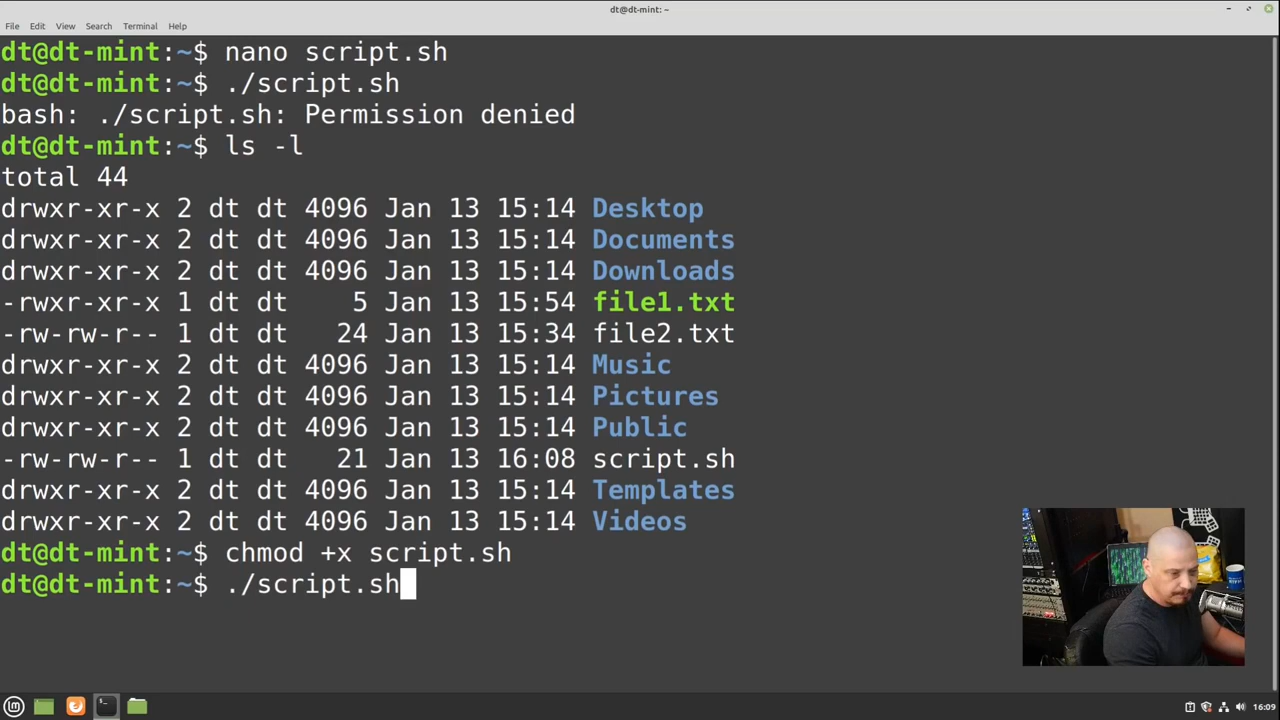 dt@dt-mint: ~
File Edit View Search Terminal Help
dt@dt-mint:~$ nano script.sh
dt@dt-mint:~$ ./script.sh
bash: ./script.sh: Permission denied
dt@dt-mint:~$ ls -l
total 44
drwxr-xr-x 2 dt dt 4096 Jan 13 15:14 Desktop
drwxr-xr-x 2 dt dt 4096 Jan 13 15:14 Documents
drwxr-xr-x 2 dt dt 4096 Jan 13 15:14 Downloads
-rwxr-xr-x 1 dt dt    5 Jan 13 15:54 file1.txt
-rw-rw-r-- 1 dt dt   24 Jan 13 15:34 file2.txt
drwxr-xr-x 2 dt dt 4096 Jan 13 15:14 Music
drwxr-xr-x 2 dt dt 4096 Jan 13 15:14 Pictures
drwxr-xr-x 2 dt dt 4096 Jan 13 15:14 Public
-rw-rw-r-- 1 dt dt   21 Jan 13 16:08 script.sh
drwxr-xr-x 2 dt dt 4096 Jan 13 15:14 Templates
drwxr-xr-x 2 dt dt 4096 Jan 13 15:14 Videos
dt@dt-mint:~$ chmod +x script.sh
dt@dt-mint:~$ ./script.sh
16:09